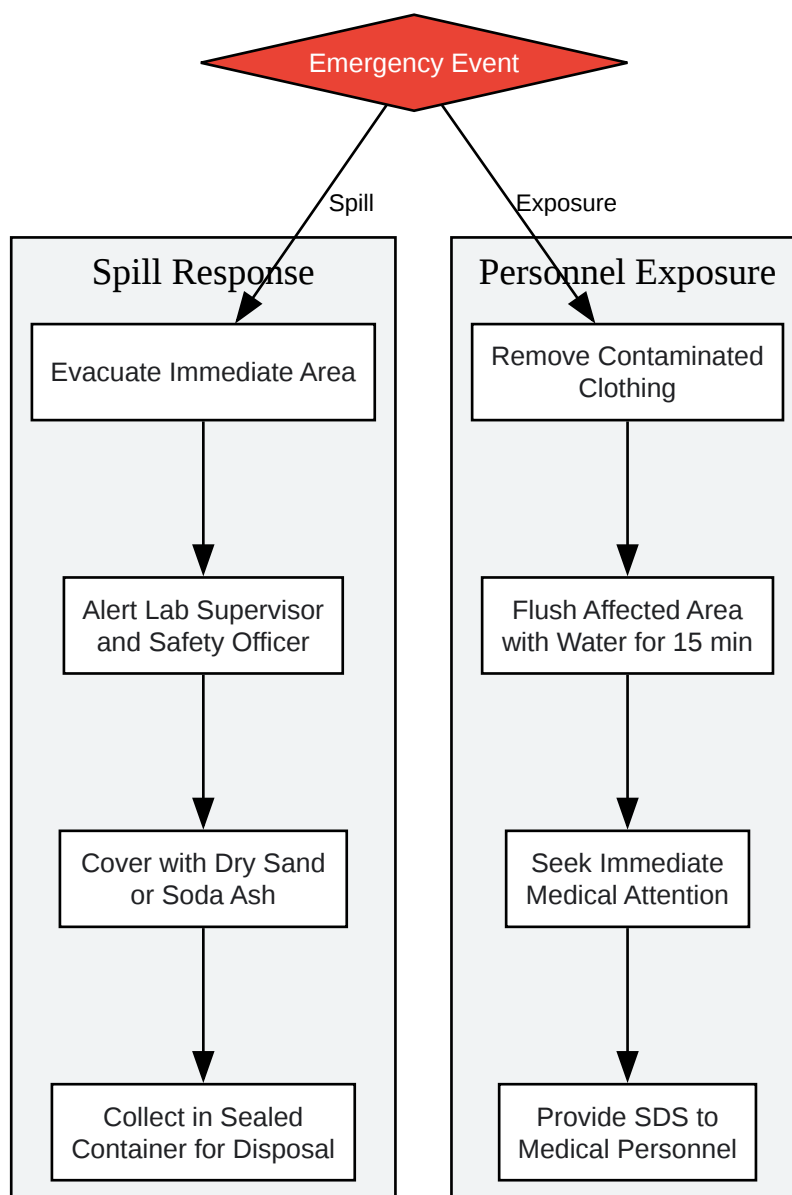 Emergency Event
Spill
Exposure
Spill Response
Evacuate Immediate Area
Alert Lab Supervisor
and Safety Officer
Cover with Dry Sand
or Soda Ash
Collect in Sealed
Container for Disposal
Personnel Exposure
Remove Contaminated
Clothing
Flush Affected Area
with Water for 15 min
Seek Immediate
Medical Attention
Provide SDS to
Medical Personnel